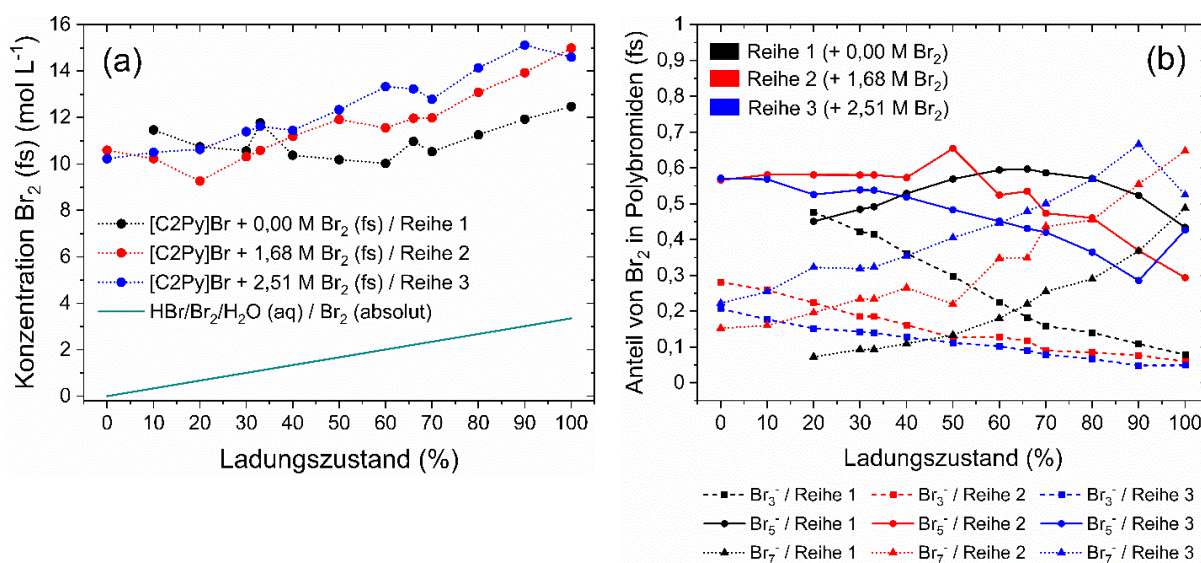 (a)
Konzentration Br₂ (fs) (mol L⁻¹)
16
14
12
10
8
6
4
2
0
[C2Py]Br + 0,00 M Br₂ (fs) / Reihe 1
[C2Py]Br + 1,68 M Br₂ (fs) / Reihe 2
[C2Py]Br + 2,51 M Br₂ (fs) / Reihe 3
HBr/Br₂/H₂O (aq) / Br₂ (absolut)
0 10 20 30 40 50 60 70 80 90 100
Ladungszustand (%)
(b)
Anteil von Br₂ in Polybromiden (fs)
1
0,9
0,8
0,7
0,6
0,5
0,4
0,3
0,2
0,1
0
Reihe 1 (+ 0,00 M Br₂)
Reihe 2 (+ 1,68 M Br₂)
Reihe 3 (+ 2,51 M Br₂)
0 10 20 30 40 50 60 70 80 90 100
Ladungszustand (%)
Br₃⁻ / Reihe 1 Br₃⁻ / Reihe 2 Br₃⁻ / Reihe 3
Br₅⁻ / Reihe 1 Br₅⁻ / Reihe 2 Br₅⁻ / Reihe 3
Br₇⁻ / Reihe 1 Br₇⁻ / Reihe 2 Br₇⁻ / Reihe 3